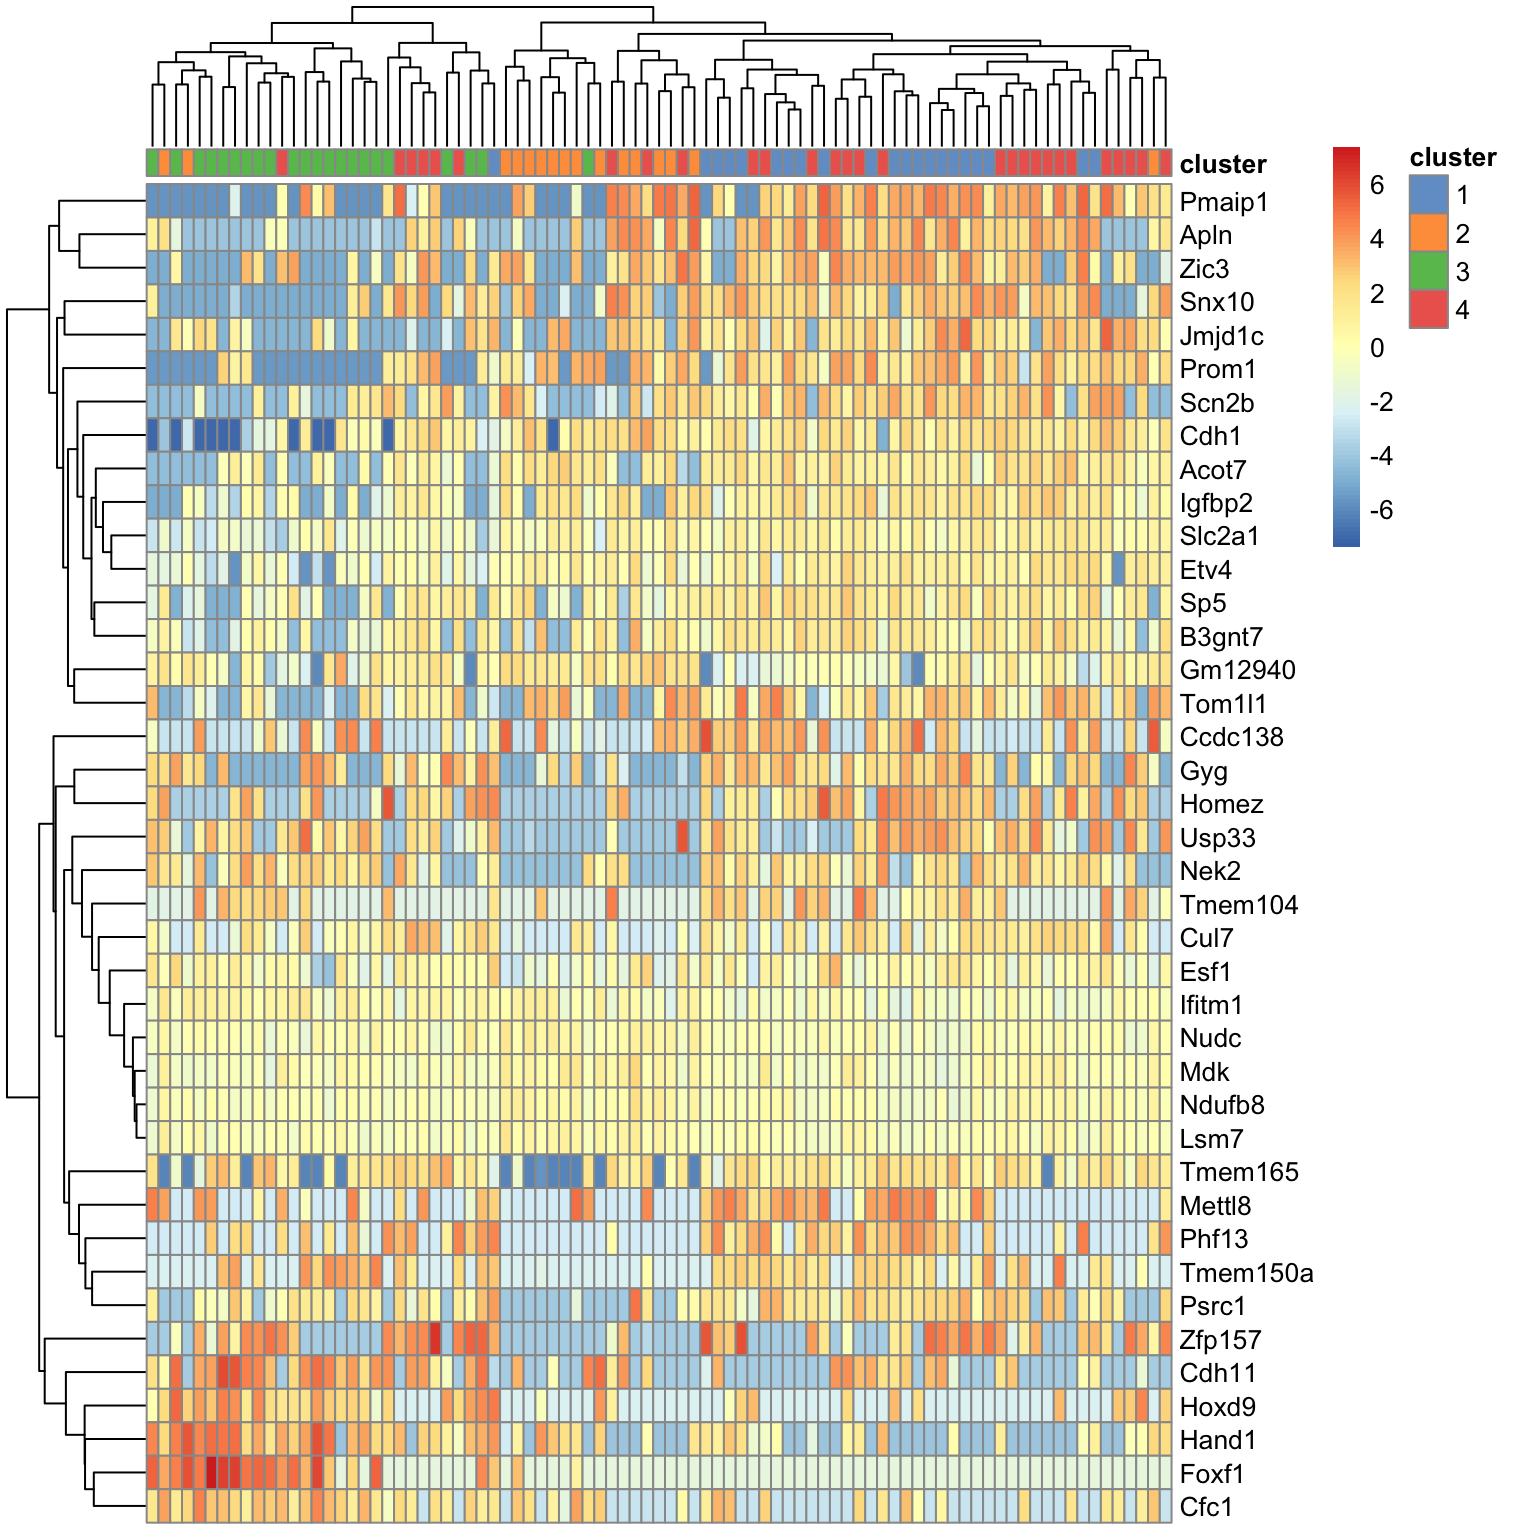 cluster
Pmaip1
Apln
Zic3
Snx10
Jmjd1c
Prom1
Scn2b
Cdh1
Acot7
Igfbp2
Slc2a1
Etv4
Sp5
B3gnt7
Gm12940
Tom1l1
Ccdc138
Gyg
Homez
Usp33
Nek2
Tmem104
Cul7
Esf1
Ifitm1
Nudc
Mdk
Ndufb8
Lsm7
Tmem165
Mettl8
Phf13
Tmem150a
Psrc1
Zfp157
Cdh11
Hoxd9
Hand1
Foxf1
Cfc1
6
4
2
0
-2
-4
-6
cluster
1
2
3
4